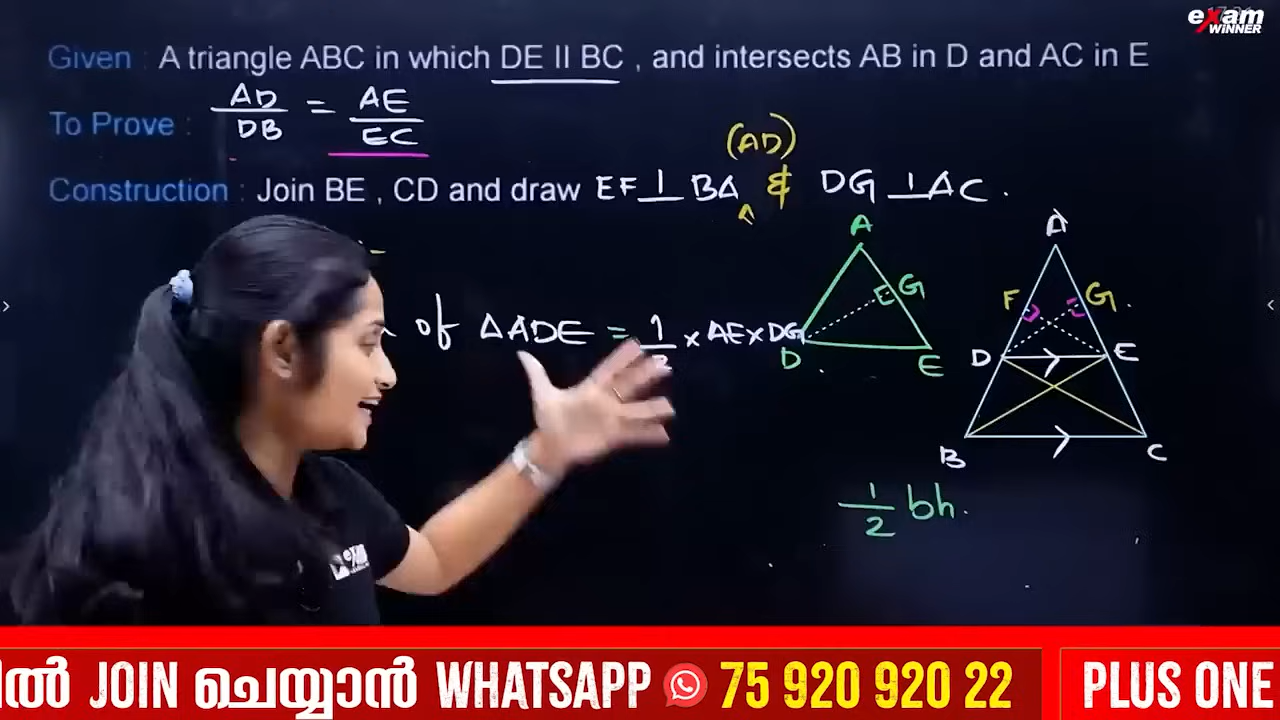 exam
WINNER
Given : A triangle ABC in which DE II BC , and intersects AB in D and AC in E
To Prove : AD/DB = AE/EC
(AD)
Construction : Join BE , CD and draw EF ⊥ BA & DG ⊥ AC .
A
G
D
E
A
F
G
D
E
B
C
of ΔADE = 1 × AE × DG
1/2 bh.
ൽ JOIN ചെയ്യാൻ WHATSAPP 75 920 920 22
PLUS ONE